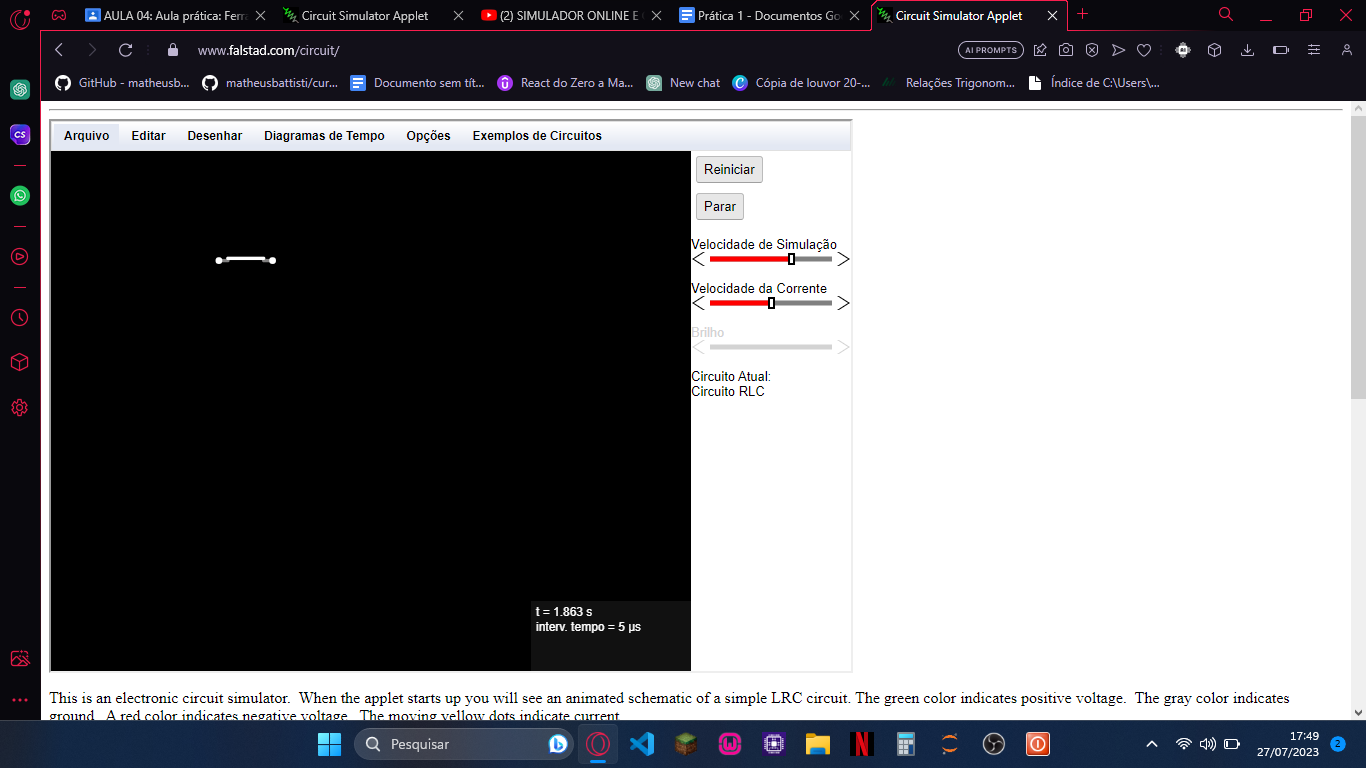 AULA 04: Aula prática: Ferra
Circuit Simulator Applet
(2) SIMULADOR ONLINE E
Prática 1 - Documentos Goo
Circuit Simulator Applet
www.falstad.com/circuit/
AI PROMPTS
GitHub - matheusb...
matheusbattisti/cur...
Documento sem tít...
React do Zero a Ma...
New chat
Cópia de louvor 20-...
Relações Trigonom...
Índice de C:\Users\...
CS
Arquivo
Editar
Desenhar
Diagramas de Tempo
Opções
Exemplos de Circuitos
Reiniciar
Parar
Velocidade de Simulação
Velocidade da Corrente
Brilho
Circuito Atual:
Circuito RLC
t = 1.863 s
interv. tempo = 5 µs
This is an electronic circuit simulator.  When the applet starts up you will see an animated schematic of a simple LRC circuit. The green color indicates positive voltage.  The gray color indicates
ground.  A red color indicates negative voltage.  The moving yellow dots indicate current.
Pesquisar
17:49
27/07/2023
2